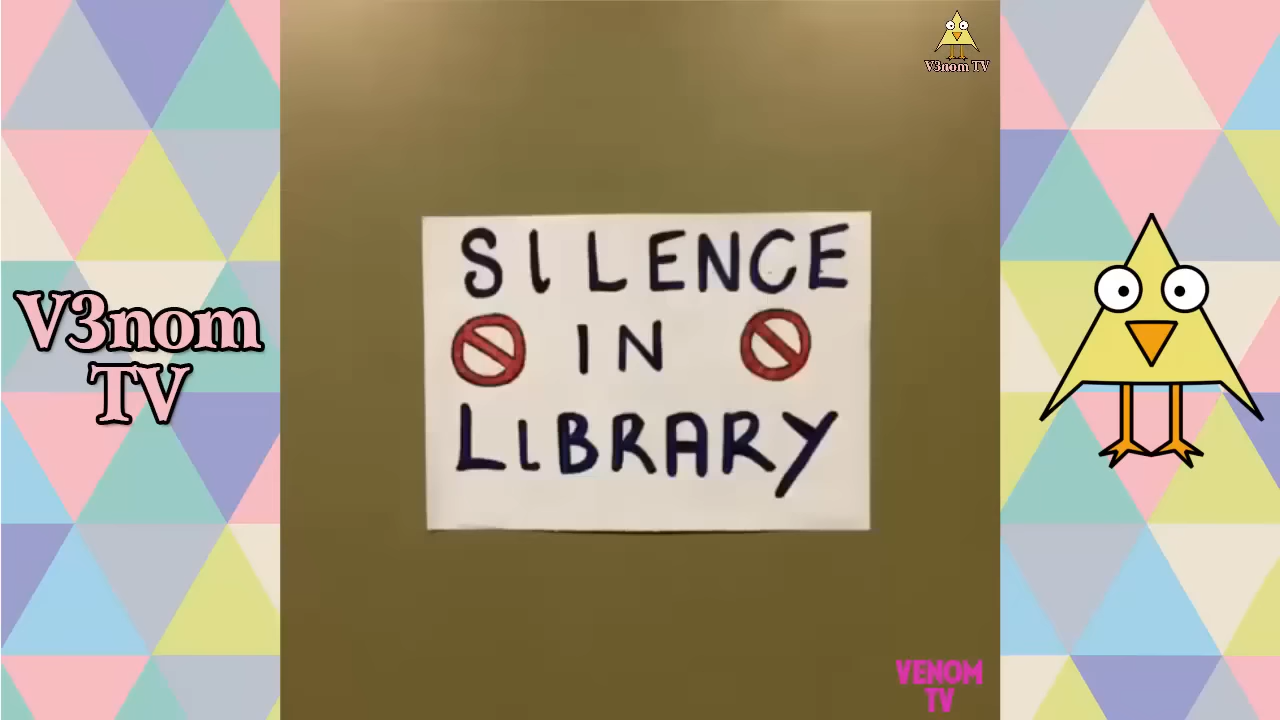 V3nom TV
SILENCE
IN
LIBRARY
V3nom
TV
VENOM
TV